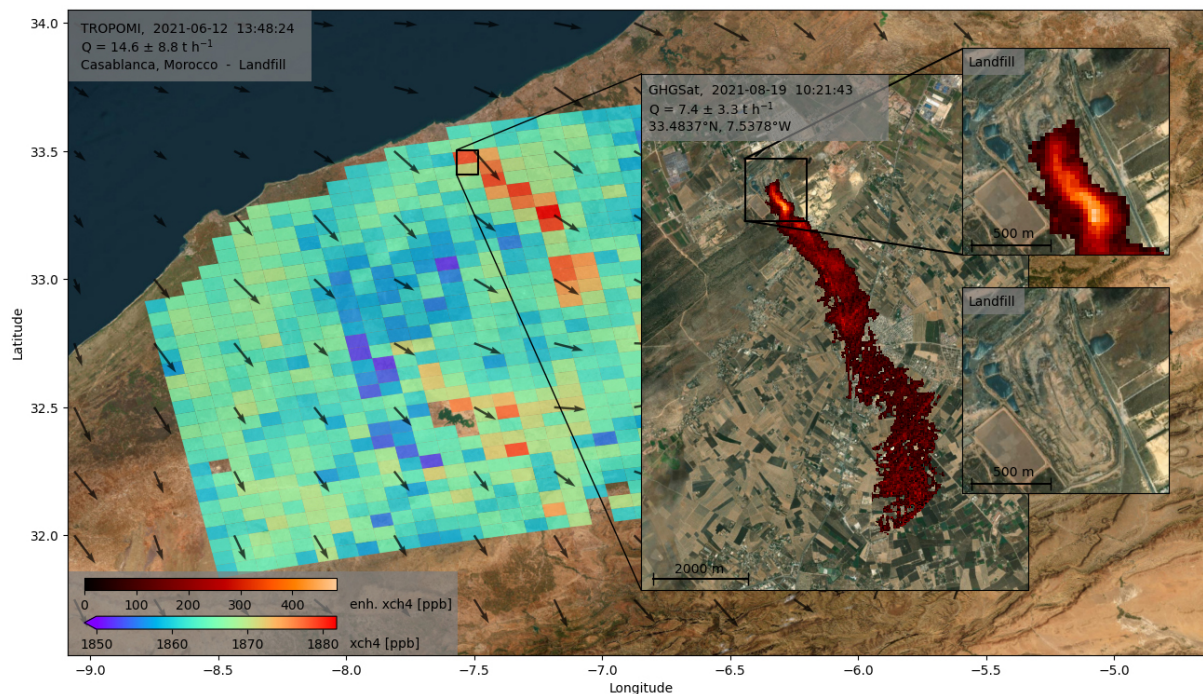 TROPOMI, 2021-06-12 13:48:24
Q = 14.6 ± 8.8 t h⁻¹
Casablanca, Morocco - Landfill
GHGSat, 2021-08-19 10:21:43
Q = 7.4 ± 3.3 t h⁻¹
33.4837°N, 7.5378°W
Landfill
500 m
Landfill
500 m
2000 m
34.0
33.5
33.0
32.5
32.0
Latitude
0 100 200 300 400 enh. xch4 [ppb]
1850 1860 1870 1880 xch4 [ppb]
−9.0 −8.5 −8.0 −7.5 −7.0 −6.5 −6.0 −5.5 −5.0
Longitude